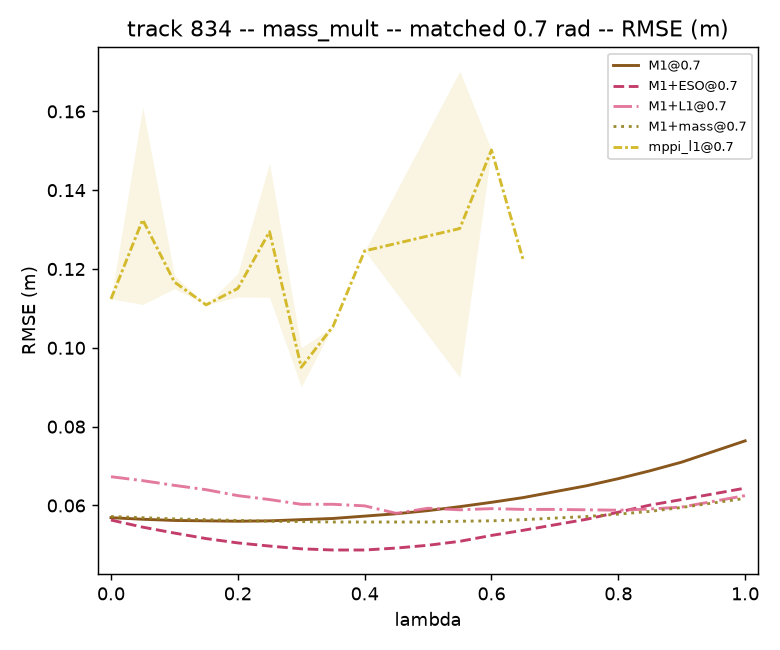 track 834 -- mass_mult -- matched 0.7 rad -- RMSE (m)
M1@0.7
M1+ESO@0.7
M1+L1@0.7
M1+mass@0.7
mppi_l1@0.7
RMSE (m)
0.16
0.14
0.12
0.10
0.08
0.06
0.0 0.2 0.4 0.6 0.8 1.0
lambda